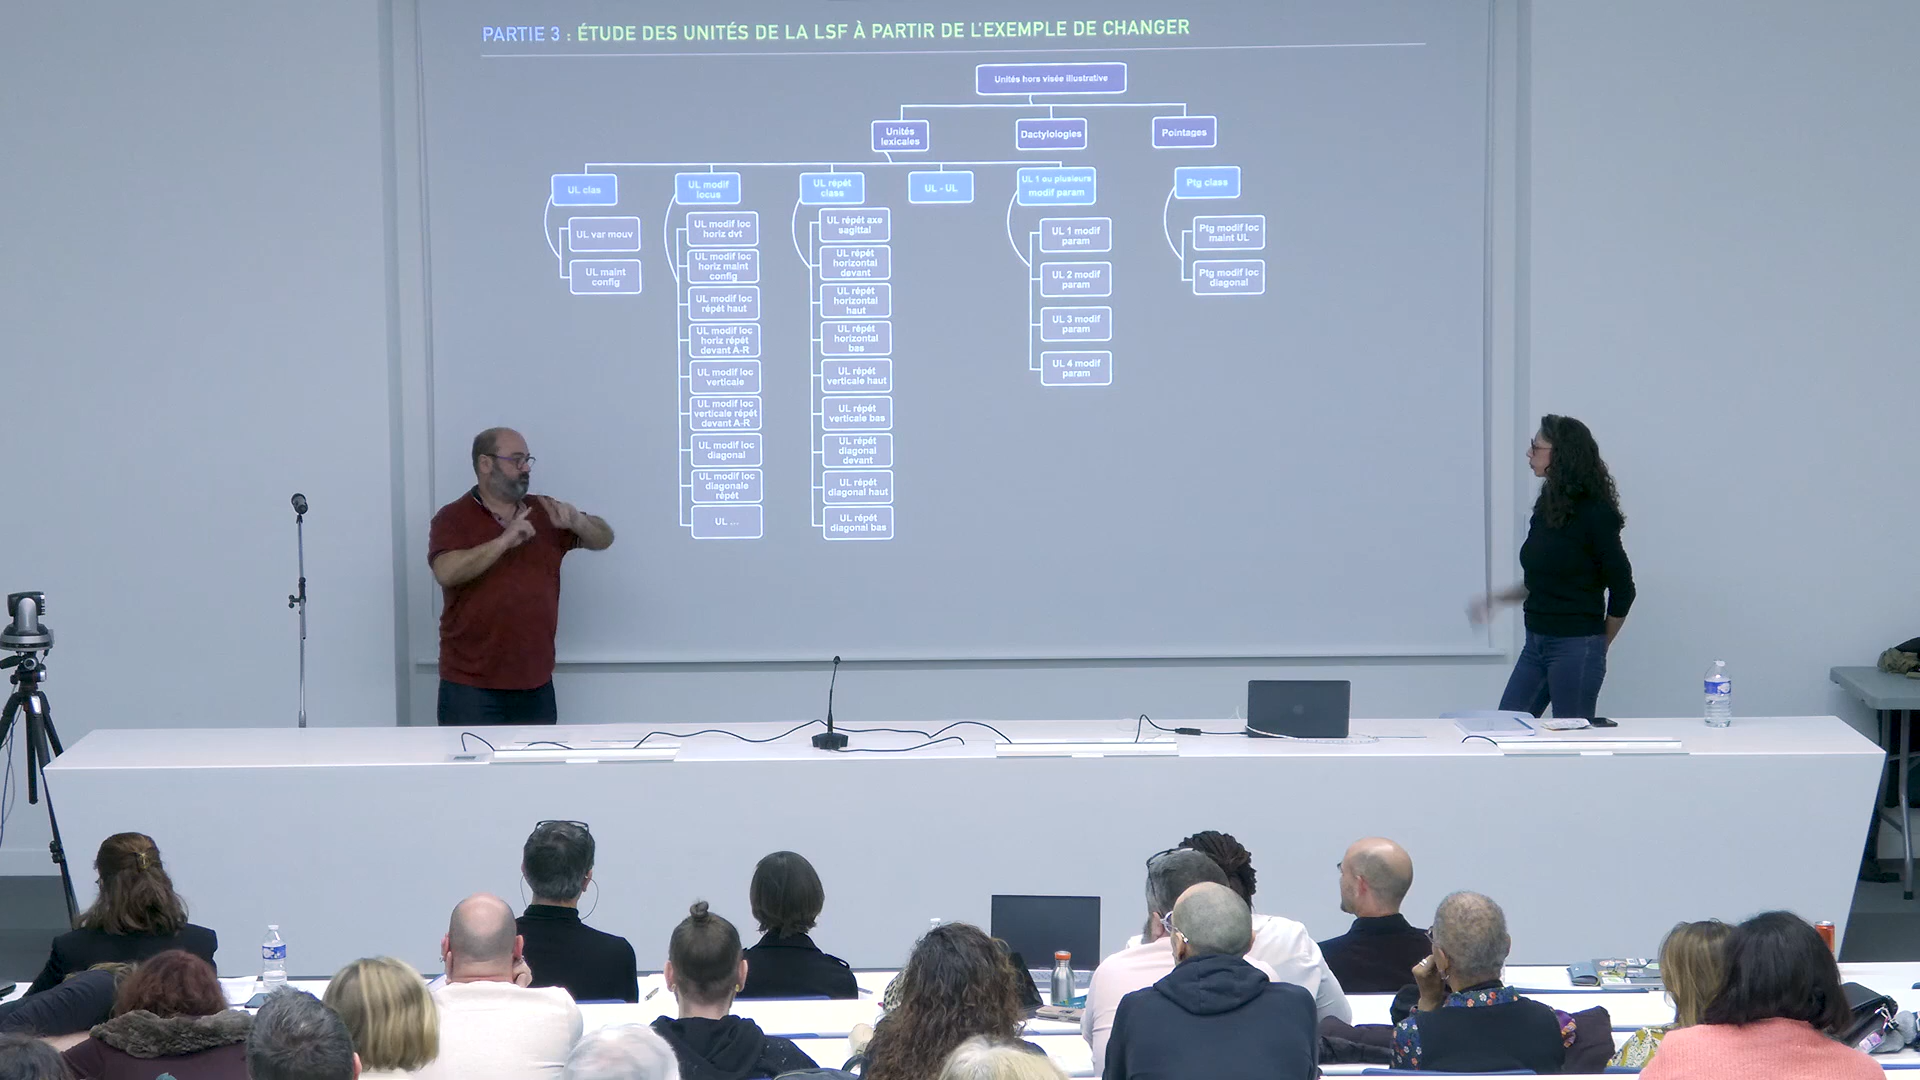 PARTIE 3 : ÉTUDE DES UNITÉS DE LA LSF À PARTIR DE L'EXEMPLE DE CHANGER
Unités hors visée illustrative
Unités
lexicales
Dactylologies
Pointages
UL clas
UL modif
locus
UL répét
class
UL - UL
UL 1 ou plusieurs
modif param
Ptg class
UL var mouv
UL maint
config
UL modif loc
horiz dvt
UL modif loc
horiz maint
config
UL modif loc
répét haut
UL modif loc
horiz répét
devant A-R
UL modif loc
verticale
UL modif loc
verticale répét
devant A-R
UL modif loc
diagonal
UL modif loc
diagonale
répét
UL ...
UL répét axe
sagittal
UL répét
horizontal
devant
UL répét
horizontal
haut
UL répét
horizontal
bas
UL répét
verticale haut
UL répét
verticale bas
UL répét
diagonal
devant
UL répét
diagonal haut
UL répét
diagonal bas
UL 1 modif
param
UL 2 modif
param
UL 3 modif
param
UL 4 modif
param
Ptg modif loc
maint UL
Ptg modif loc
diagonal